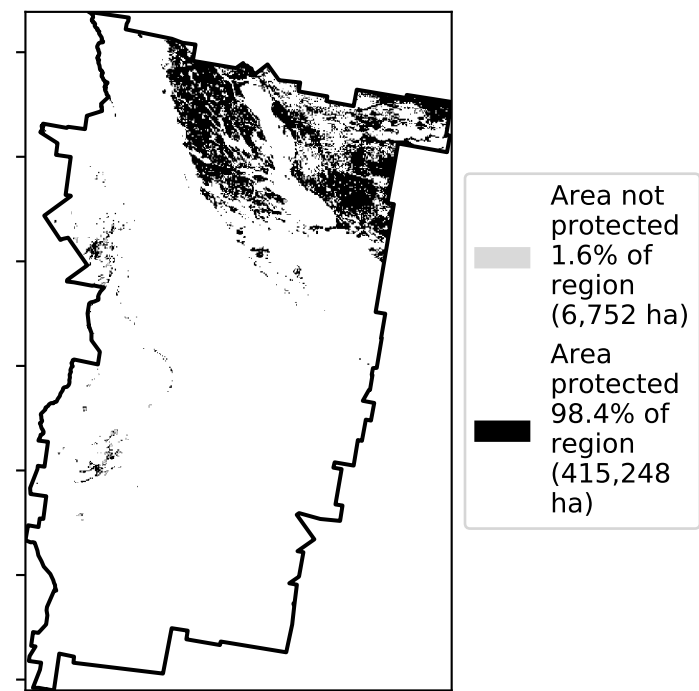 Area not
protected
1.6% of
region
(6,752 ha)
Area
protected
98.4% of
region
(415,248
ha)